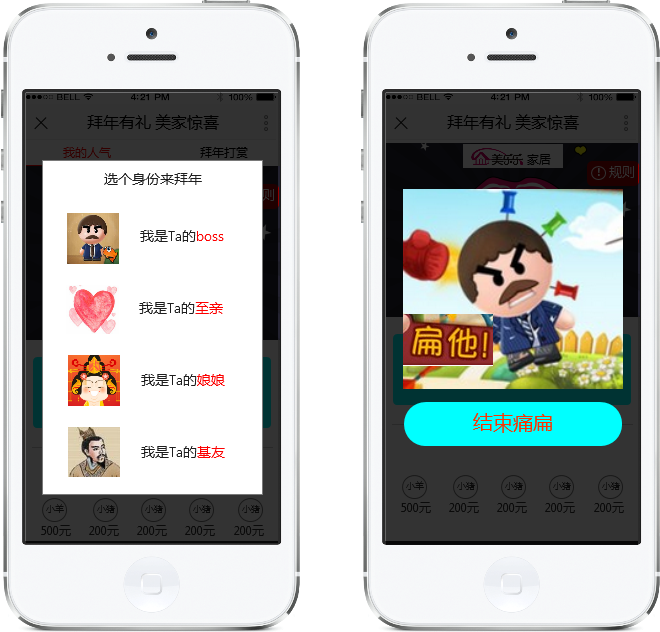 BELL 4:21 PM 100%
拜年有礼 美家惊喜
我的人气 拜年打赏
选个身份来拜年
则
我是Ta的boss
我是Ta的至亲
我是Ta的娘娘
我是Ta的基友
小羊 小猪 小猪 小猪 小猪
500元 200元 200元 200元 200元
BELL 4:21 PM 100%
拜年有礼 美家惊喜
美乐乐 家居
规则
扁他!
结束痛扁
小羊 小猪 小猪 小猪 小猪
500元 200元 200元 200元 200元